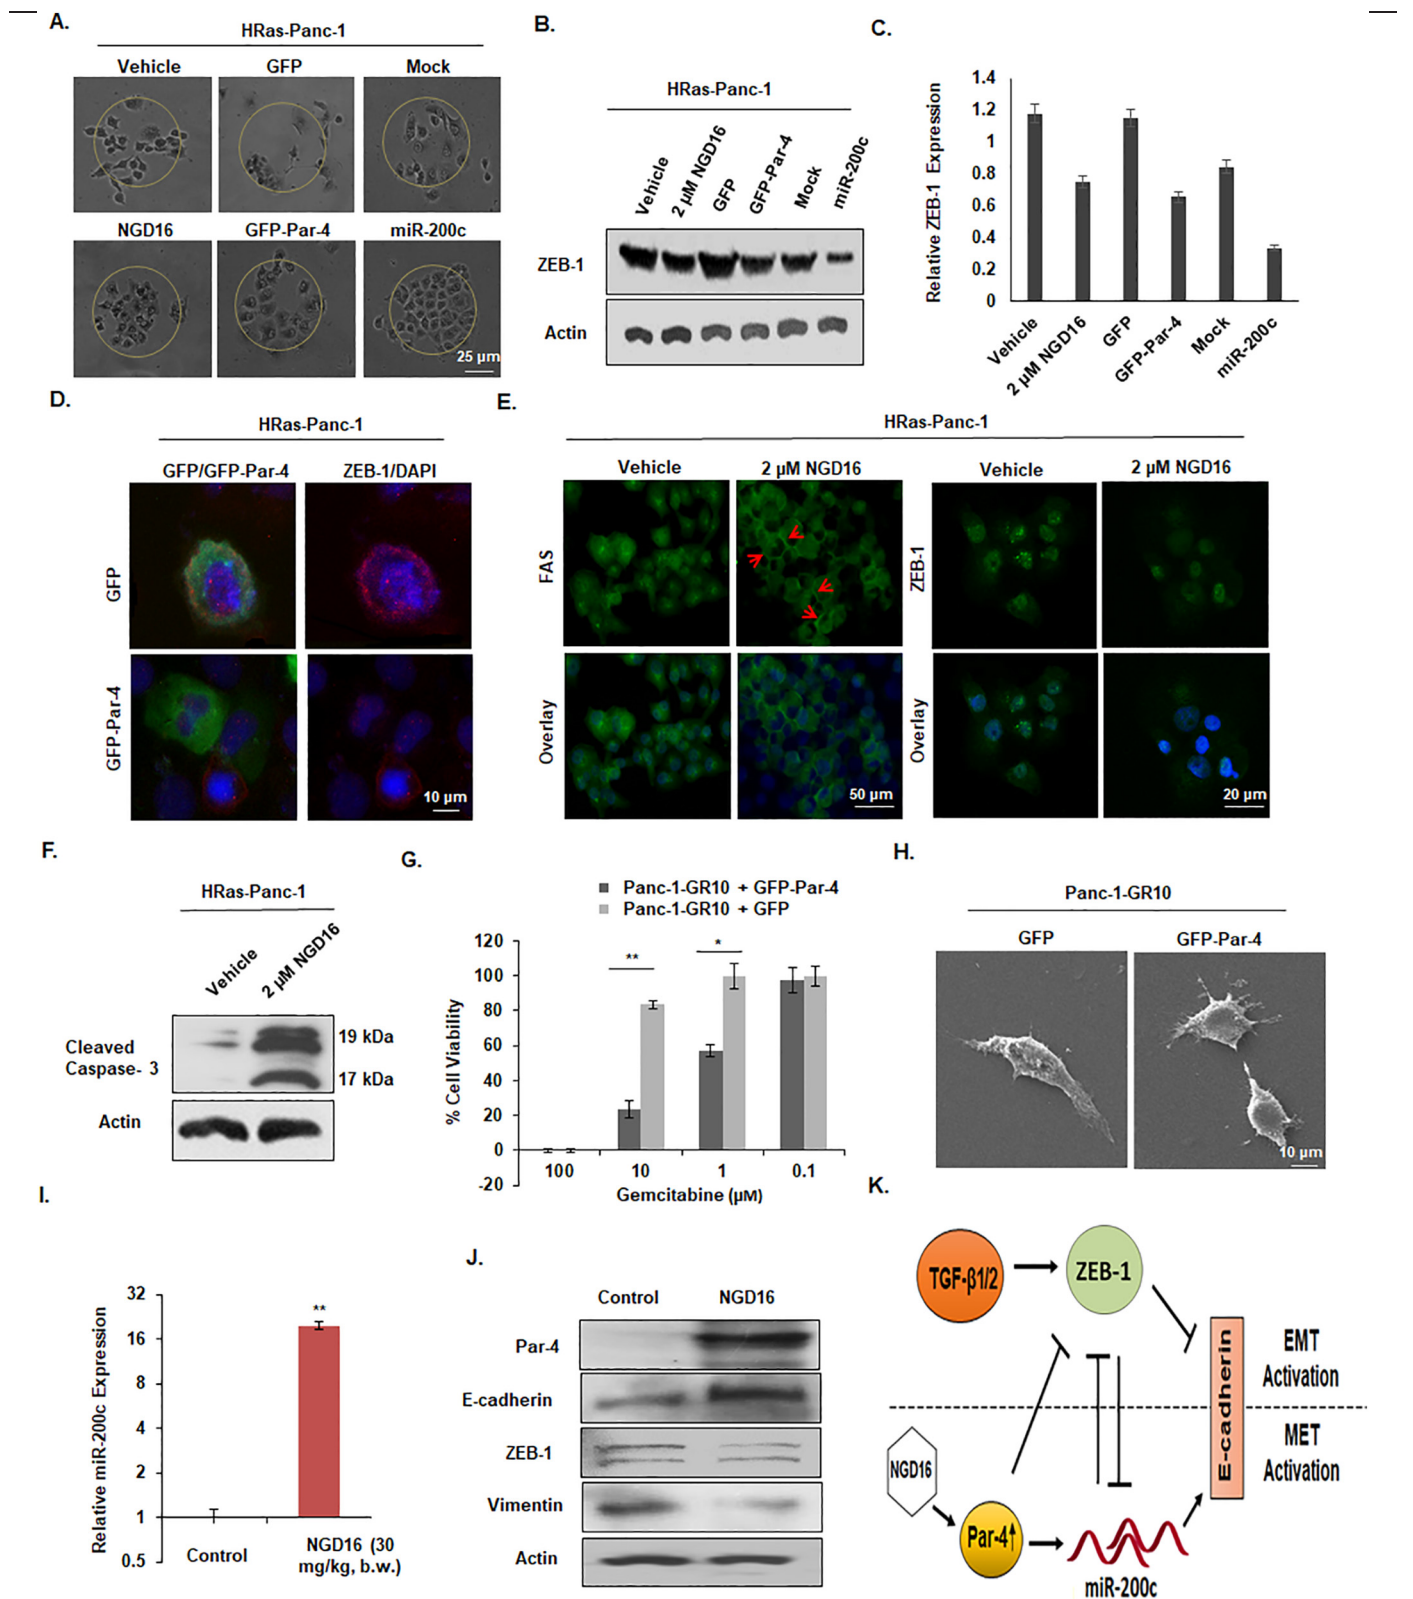 A.
HRas-Panc-1
Vehicle GFP Mock
NGD16 GFP-Par-4 miR-200c
25 µm
B.
HRas-Panc-1
Vehicle 2 µM NGD16 GFP GFP-Par-4 Mock miR-200c
ZEB-1
Actin
C.
Relative ZEB-1 Expression
1.4
1.2
1
0.8
0.6
0.4
0.2
0
Vehicle 2 µM NGD16 GFP GFP-Par-4 Mock miR-200c
D.
HRas-Panc-1
GFP/GFP-Par-4 ZEB-1/DAPI
GFP
GFP-Par-4
10 µm
E.
HRas-Panc-1
Vehicle 2 µM NGD16 Vehicle 2 µM NGD16
FAS
ZEB-1
Overlay
Overlay
50 µm
20 µm
F.
HRas-Panc-1
Vehicle 2 µM NGD16
Cleaved
Caspase- 3
19 kDa
17 kDa
Actin
G.
Panc-1-GR10 + GFP-Par-4
Panc-1-GR10 + GFP
% Cell Viability
120
100
80
60
40
20
0
-20
** *
100 10 1 0.1
Gemcitabine (µM)
H.
Panc-1-GR10
GFP GFP-Par-4
10 µm
I.
Relative miR-200c Expression
32
16
8
4
2
1
0.5
**
Control
NGD16 (30
mg/kg, b.w.)
J.
Control NGD16
Par-4
E-cadherin
ZEB-1
Vimentin
Actin
K.
TGF-β1/2
ZEB-1
E-cadherin
EMT
Activation
MET
Activation
NGD16
Par-4
miR-200c